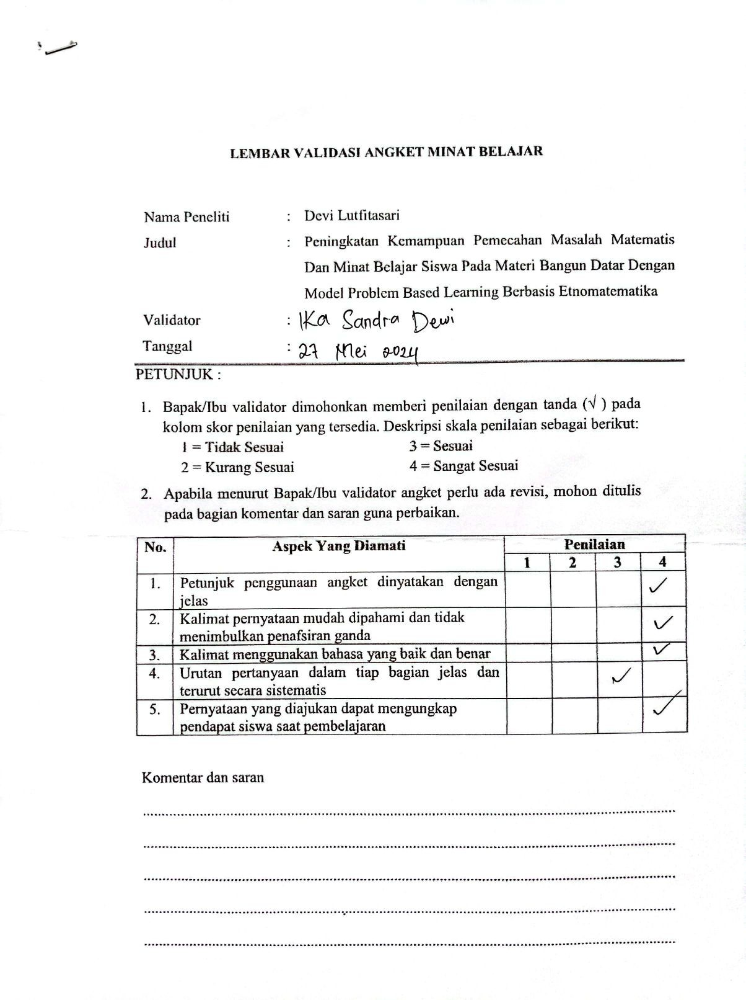 LEMBAR VALIDASI ANGKET MINAT BELAJAR
Nama Peneliti : Devi Lutfitasari
Judul : Peningkatan Kemampuan Pemecahan Masalah Matematis
Dan Minat Belajar Siswa Pada Materi Bangun Datar Dengan
Model Problem Based Learning Berbasis Etnomatematika
Validator : Ika Sandra Dewi
Tanggal : 27 Mei 2024
PETUNJUK :
1. Bapak/Ibu validator dimohonkan memberi penilaian dengan tanda (√ ) pada
kolom skor penilaian yang tersedia. Deskripsi skala penilaian sebagai berikut:
1 = Tidak Sesuai 3 = Sesuai
2 = Kurang Sesuai 4 = Sangat Sesuai
2. Apabila menurut Bapak/Ibu validator angket perlu ada revisi, mohon ditulis
pada bagian komentar dan saran guna perbaikan.
No. Aspek Yang Diamati Penilaian
1 2 3 4
1. Petunjuk penggunaan angket dinyatakan dengan ✓
jelas
2. Kalimat pernyataan mudah dipahami dan tidak ✓
menimbulkan penafsiran ganda
3. Kalimat menggunakan bahasa yang baik dan benar ✓
4. Urutan pertanyaan dalam tiap bagian jelas dan ✓
terurut secara sistematis
5. Pernyataan yang diajukan dapat mengungkap ✓
pendapat siswa saat pembelajaran
Komentar dan saran